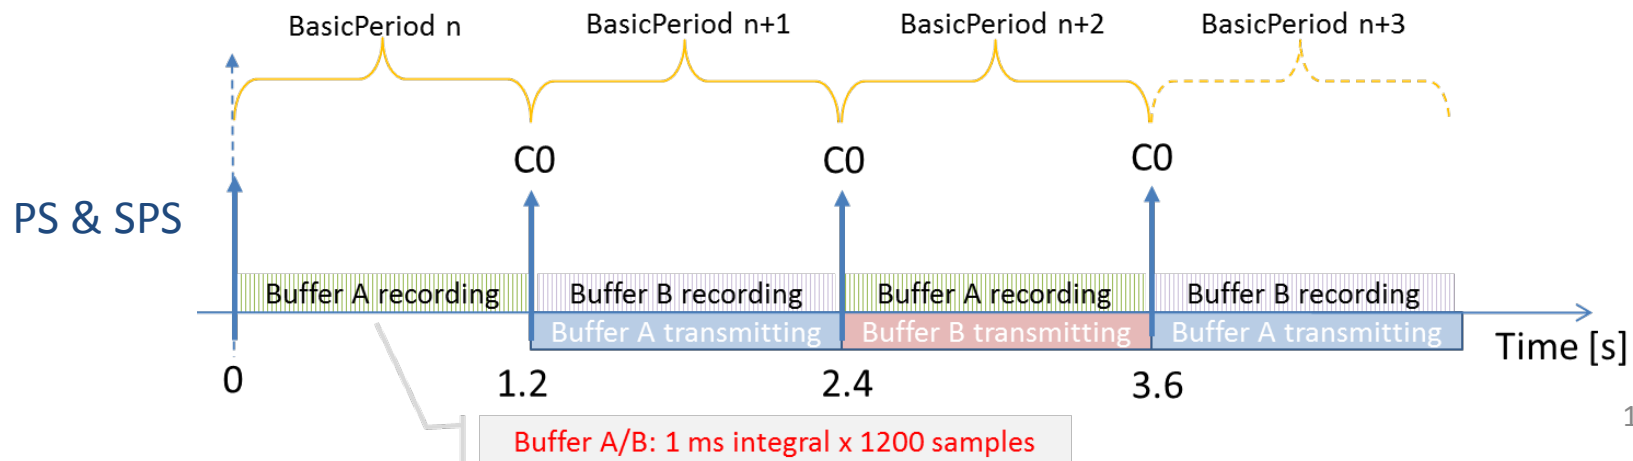 BasicPeriod n
BasicPeriod n+1
BasicPeriod n+2
BasicPeriod n+3
C0
C0
C0
PS & SPS
Buffer A recording
Buffer B recording
Buffer A recording
Buffer B recording
Buffer A transmitting
Buffer B transmitting
Buffer A transmitting
Time [s]
0
1.2
2.4
3.6
Buffer A/B: 1 ms integral x 1200 samples
1